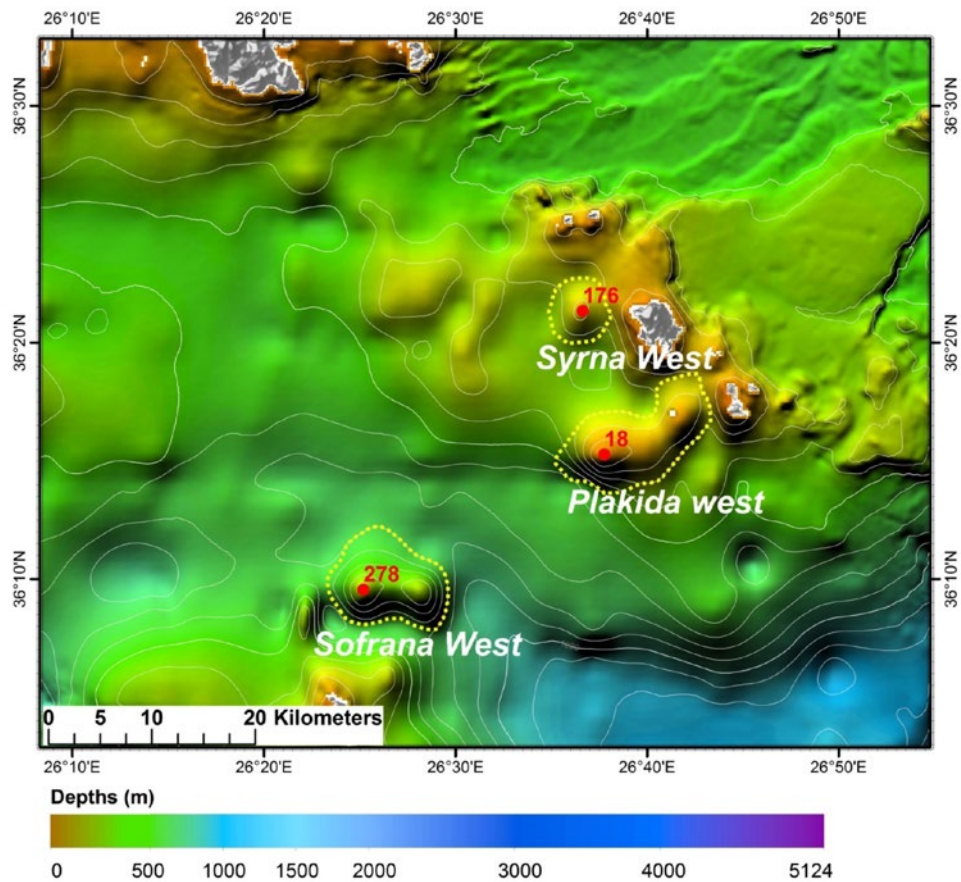 26°10'E 26°20'E 26°30'E 26°40'E 26°50'E
36°30'N 36°30'N
176
36°20'N 36°20'N
Syrna West
18
Plakida west
36°10'N 278 36°10'N
Sofrana West
0 5 10 20 Kilometers
26°10'E 26°20'E 26°30'E 26°40'E 26°50'E
Depths (m)
0 500 1000 1500 2000 3000 4000 5124